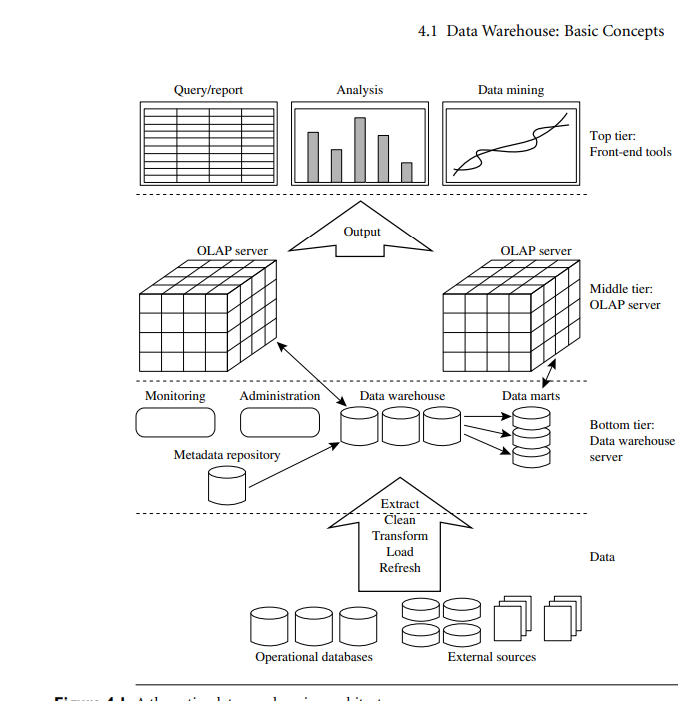 4.1 Data Warehouse: Basic Concepts
Query/report
Analysis
Data mining
Top tier:
Front-end tools
Output
OLAP server
OLAP server
Middle tier:
OLAP server
Monitoring
Administration
Data warehouse
Data marts
Bottom tier:
Data warehouse
server
Metadata repository
Extract
Clean
Transform
Load
Refresh
Data
Operational databases
External sources